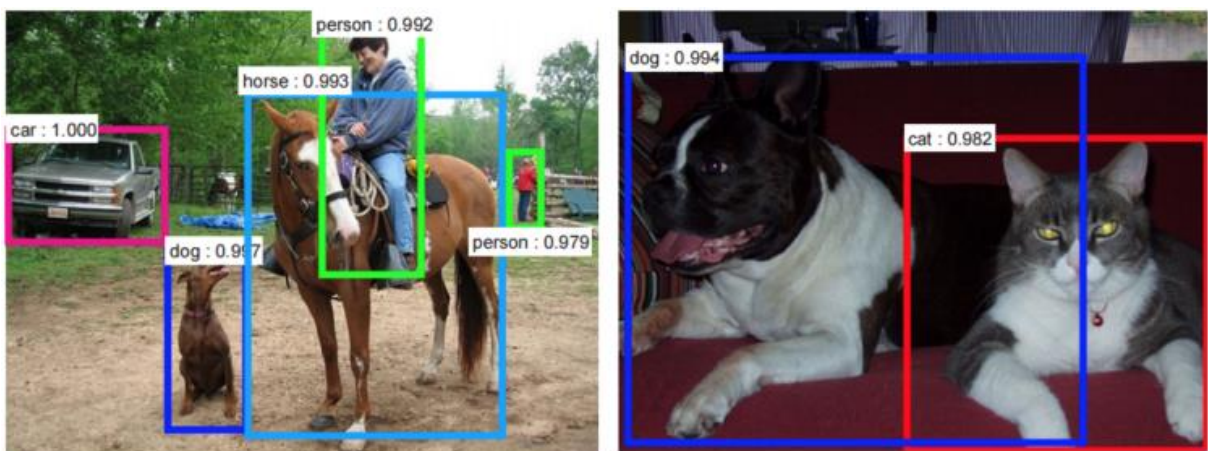 person : 0.992
horse : 0.993
car : 1.000
dog : 0.997
person : 0.979
dog : 0.994
cat : 0.982